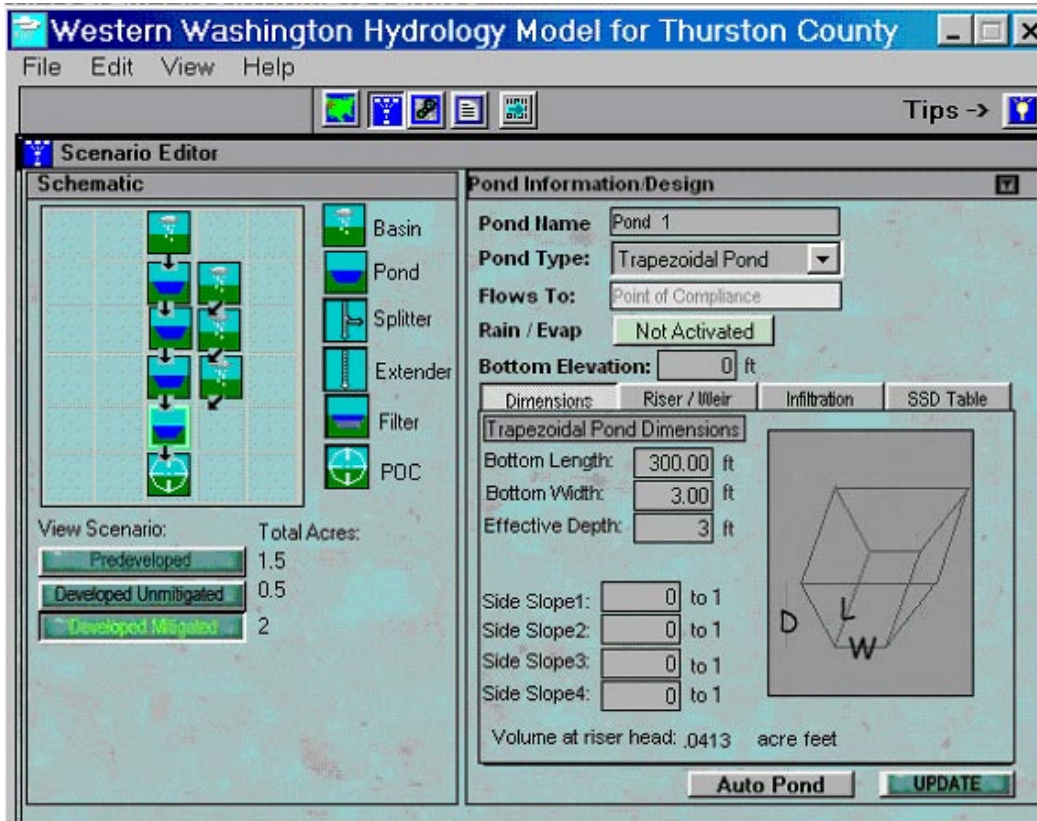 Western Washington Hydrology Model for Thurston County
File Edit View Help
Tips ->
Scenario Editor
Schematic
Basin
Pond
Splitter
Extender
Filter
POC
View Scenario: Total Acres:
Predeveloped 1.5
Developed Unmitigated 0.5
Developed Mitigated 2
Pond Information/Design
Pond Name Pond 1
Pond Type: Trapezoidal Pond
Flows To: Point of Compliance
Rain / Evap Not Activated
Bottom Elevation: 0 ft
Dimensions Riser / Weir Infiltration SSD Table
Trapezoidal Pond Dimensions
Bottom Length: 300.00 ft
Bottom Width: 3.00 ft
Effective Depth: 3 ft
Side Slope1: 0 to 1
Side Slope2: 0 to 1
Side Slope3: 0 to 1
Side Slope4: 0 to 1
D L W
Volume at riser head: .0413 acre feet
Auto Pond UPDATE